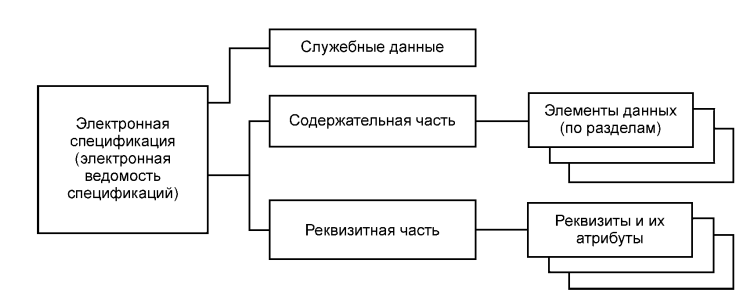 Служебные данные
Электронная
спецификация
(электронная
ведомость
спецификаций)
Содержательная часть
Элементы данных
(по разделам)
Реквизитная часть
Реквизиты и их
атрибуты